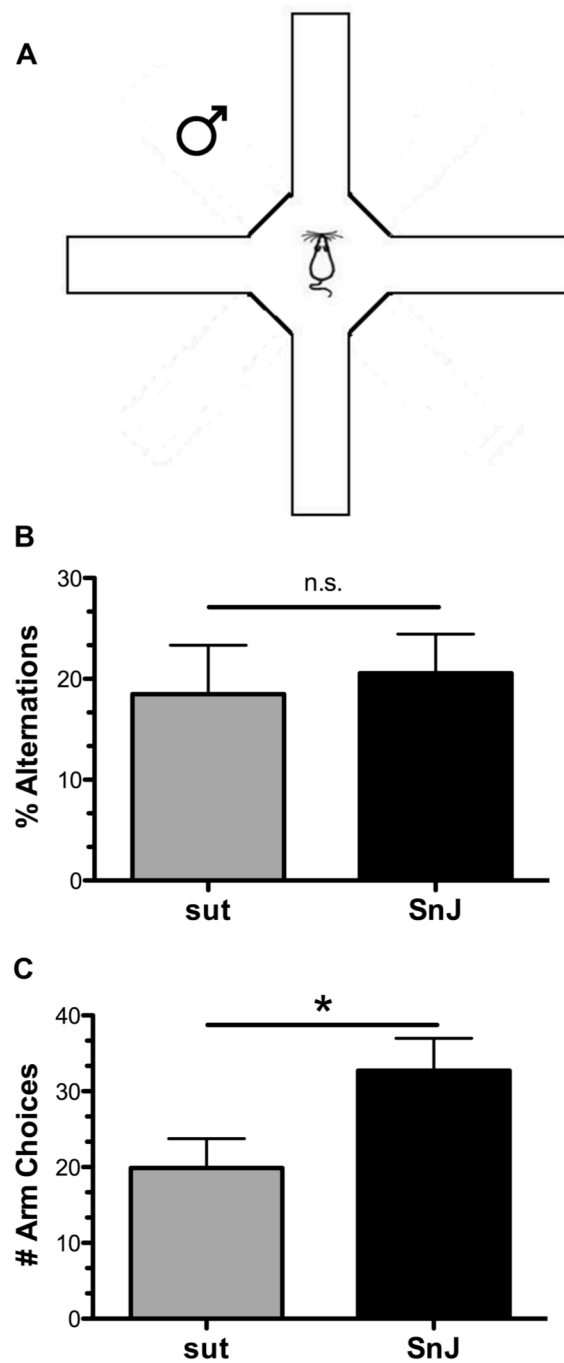 A
♂
B
30
n.s.
20
% Alternations
10
0
sut SnJ
C
40
*
30
# Arm Choices
20
10
0
sut SnJ